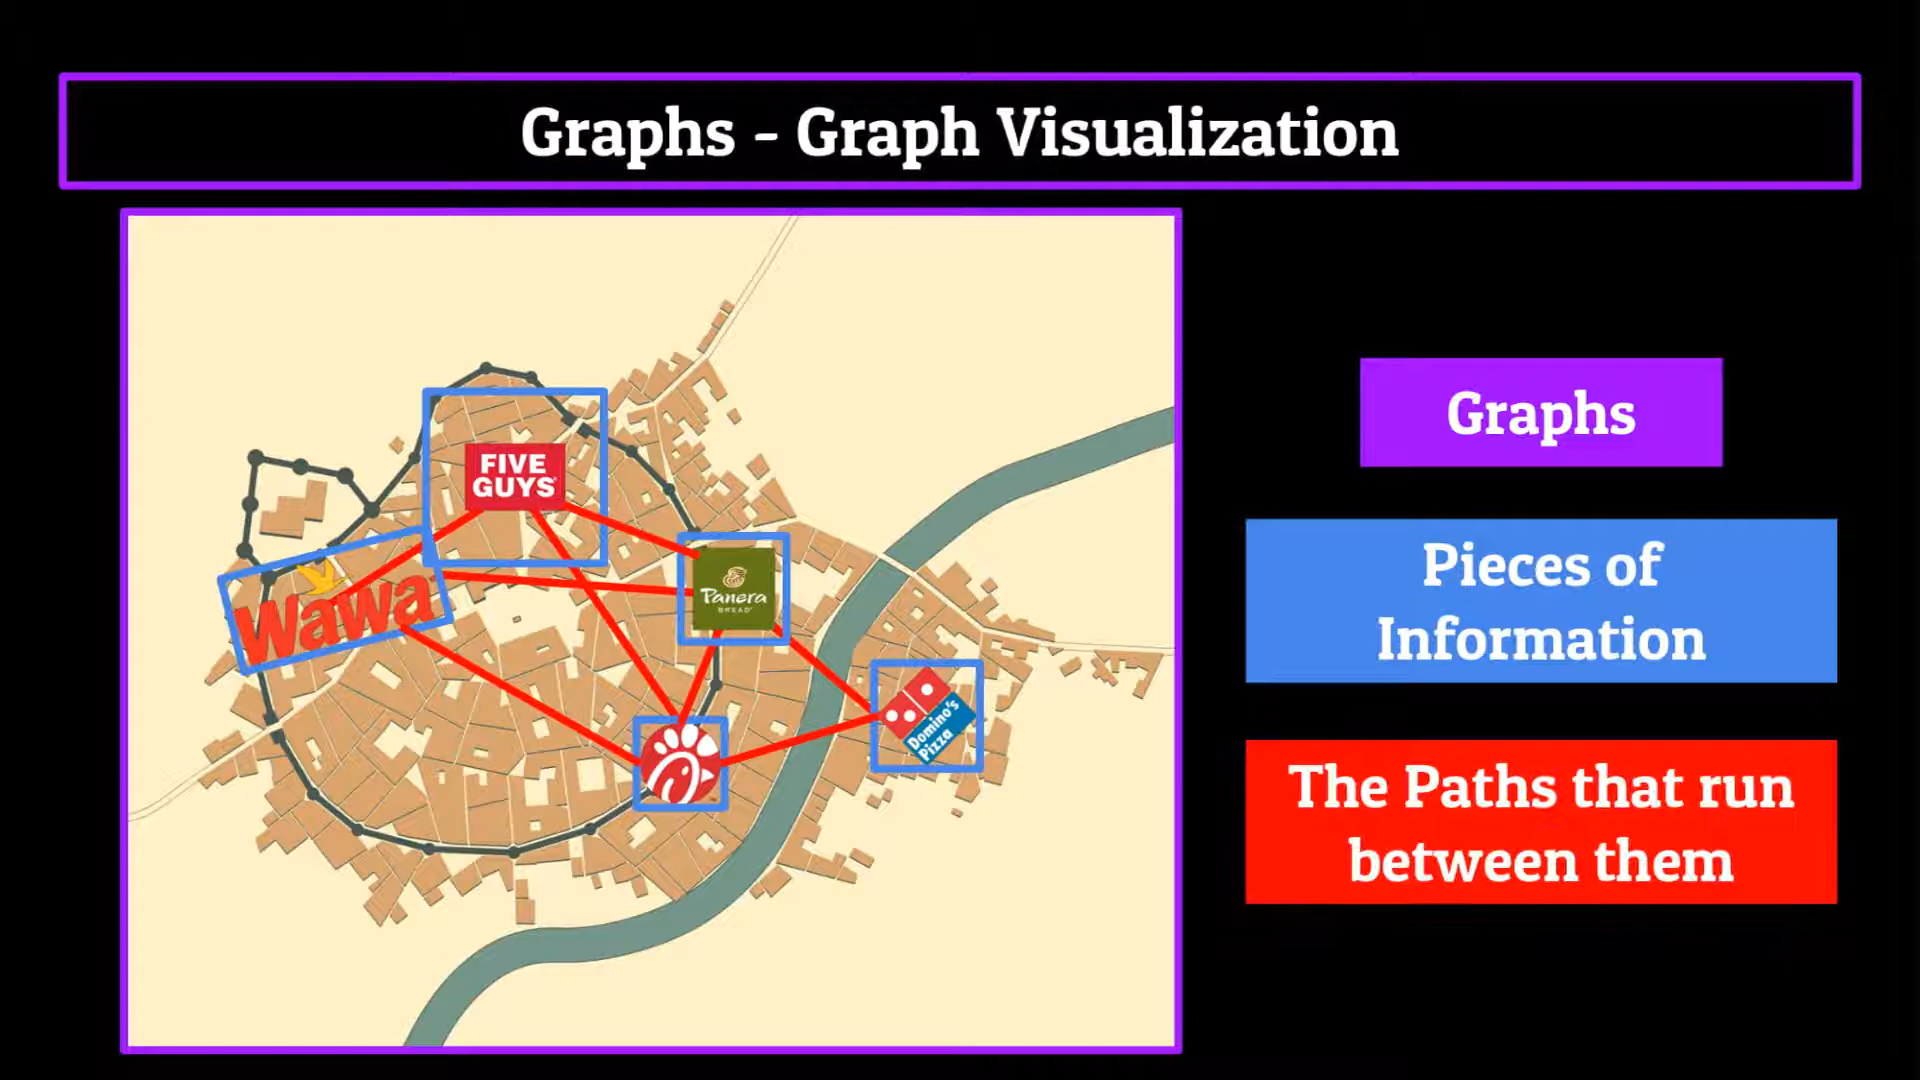 Graphs - Graph Visualization
FIVE
GUYS
Panera
BREAD
Wawa
Domino's
Pizza
Graphs
Pieces of
Information
The Paths that run
between them